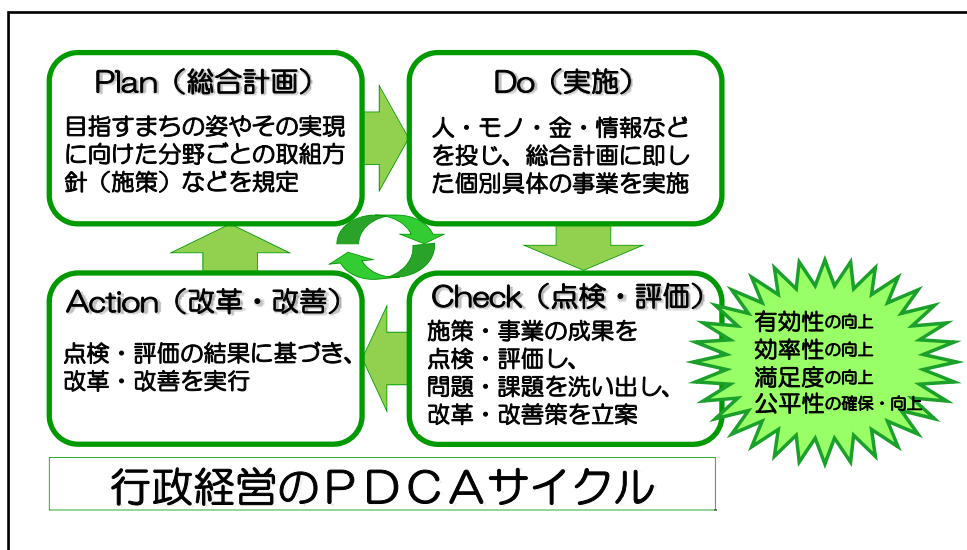 Plan（総合計画）
目指すまちの姿やその実現
に向けた分野ごとの取組方
針（施策）などを規定
Do（実施）
人・モノ・金・情報など
を投じ、総合計画に即し
た個別具体の事業を実施
Action（改革・改善）
点検・評価の結果に基づき、
改革・改善を実行
Check（点検・評価）
施策・事業の成果を
点検・評価し、
問題・課題を洗い出し、
改革・改善策を立案
有効性の向上
効率性の向上
満足度の向上
公平性の確保・向上
行政経営のＰＤＣＡサイクル